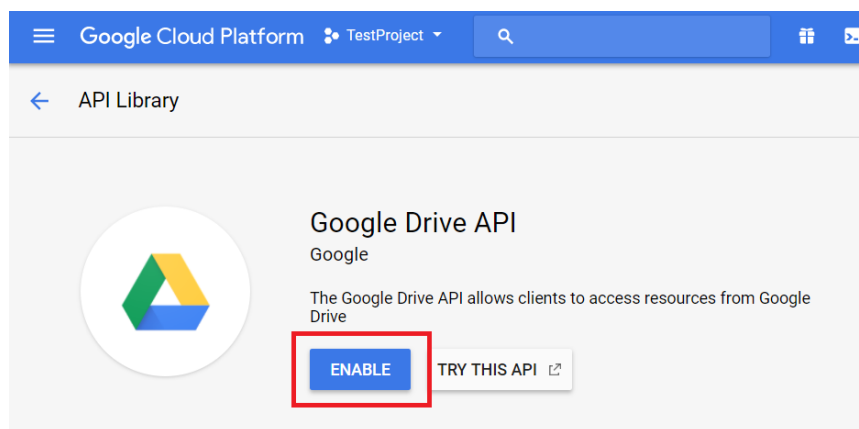 Google Cloud Platform TestProject
API Library
Google Drive API
Google
The Google Drive API allows clients to access resources from Google
Drive
ENABLE TRY THIS API